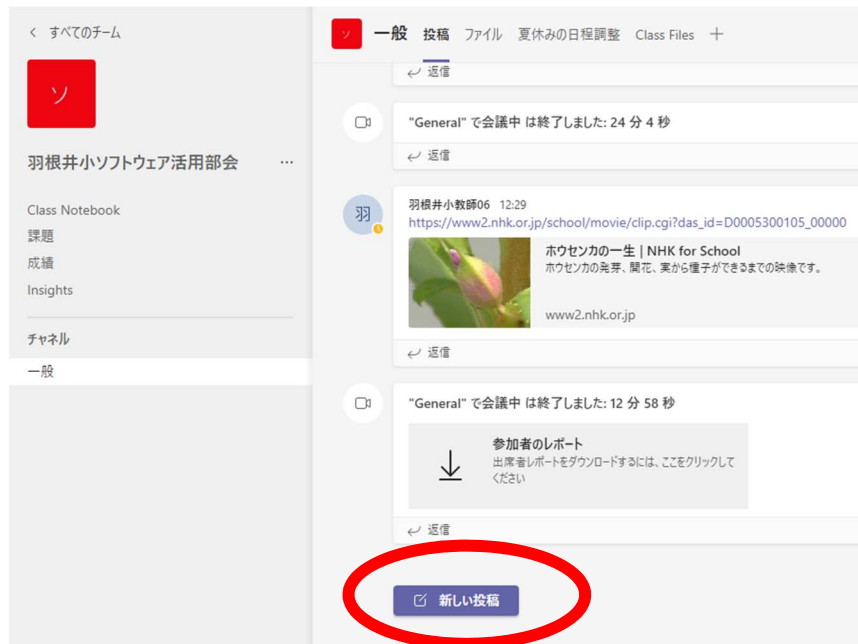 すべてのチーム
ソ
羽根井小ソフトウェア活用部会
...
Class Notebook
課題
成績
Insights
チャネル
一般
ソ 一般 投稿 ファイル 夏休みの日程調整 Class Files +
返信
"General" で会議中 は終了しました: 24 分 4 秒
返信
羽
羽根井小教師06 12:29
https://www2.nhk.or.jp/school/movie/clip.cgi?das_id=D0005300105_00000
ホウセンカの一生 | NHK for School
ホウセンカの発芽、開花、実から種子ができるまでの映像です。
www2.nhk.or.jp
返信
"General" で会議中 は終了しました: 12 分 58 秒
参加者のレポート
出席者レポートをダウンロードするには、ここをクリックして
ください
返信
新しい投稿